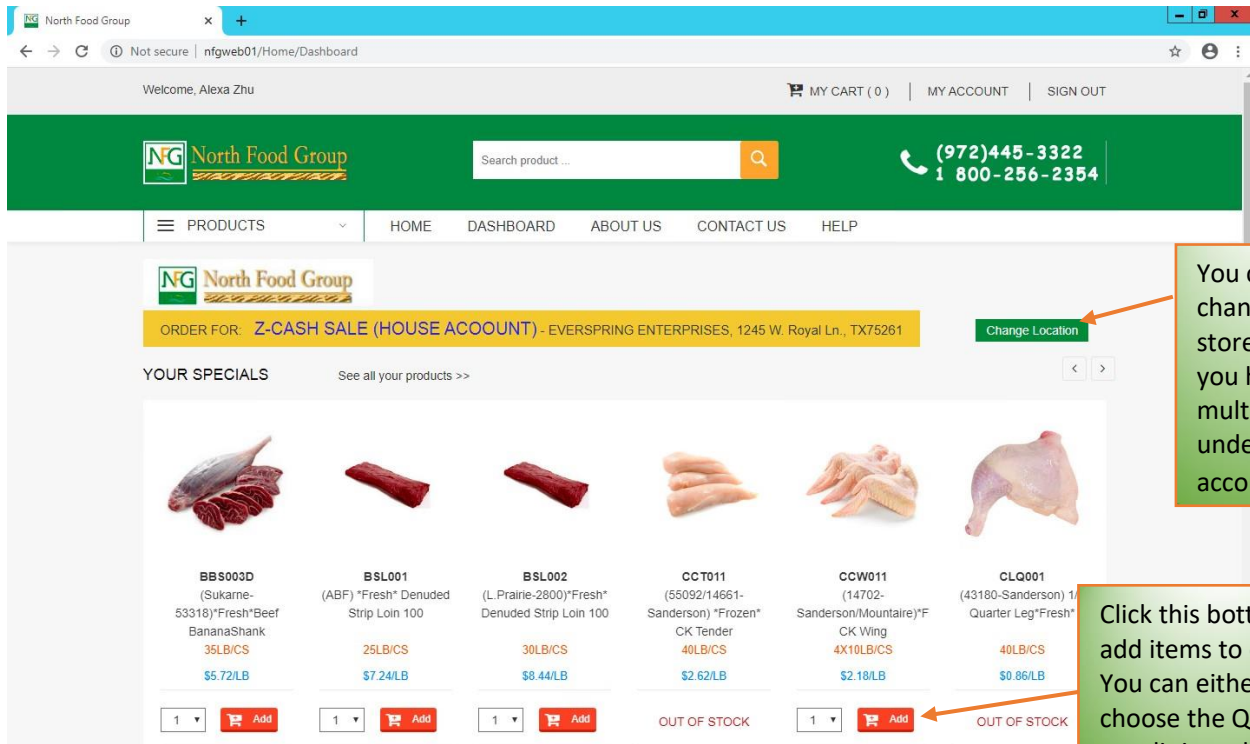 North Food Group
Not secure | nfgweb01/Home/Dashboard
Welcome, Alexa Zhu
MY CART ( 0 ) | MY ACCOUNT | SIGN OUT
NFG North Food Group
Search product ...
(972)445-3322
1 800-256-2354
PRODUCTS HOME DASHBOARD ABOUT US CONTACT US HELP
NFG North Food Group
ORDER FOR: Z-CASH SALE (HOUSE ACOOUNT) - EVERSPRING ENTERPRISES, 1245 W. Royal Ln., TX75261
Change Location
YOUR SPECIALS See all your products >>
< >
BBS003D
(Sukarne-
53318)*Fresh*Beef
BananaShank
35LB/CS
$5.72/LB
1 Add
BSL001
(ABF) *Fresh* Denuded
Strip Loin 100
25LB/CS
$7.24/LB
1 Add
BSL002
(L.Prairie-2800)*Fresh*
Denuded Strip Loin 100
30LB/CS
$8.44/LB
1 Add
CCT011
(55092/14661-
Sanderson) *Frozen*
CK Tender
40LB/CS
$2.62/LB
OUT OF STOCK
CCW011
(14702-
Sanderson/Mountaire)*F
CK Wing
4X10LB/CS
$2.18/LB
1 Add
CLQ001
(43180-Sanderson) 1/
Quarter Leg*Fresh*
40LB/CS
$0.86/LB
OUT OF STOCK
You
chan
store
you
mult
unde
acco
Click this bott
add items to
You can eithe
choose the Q